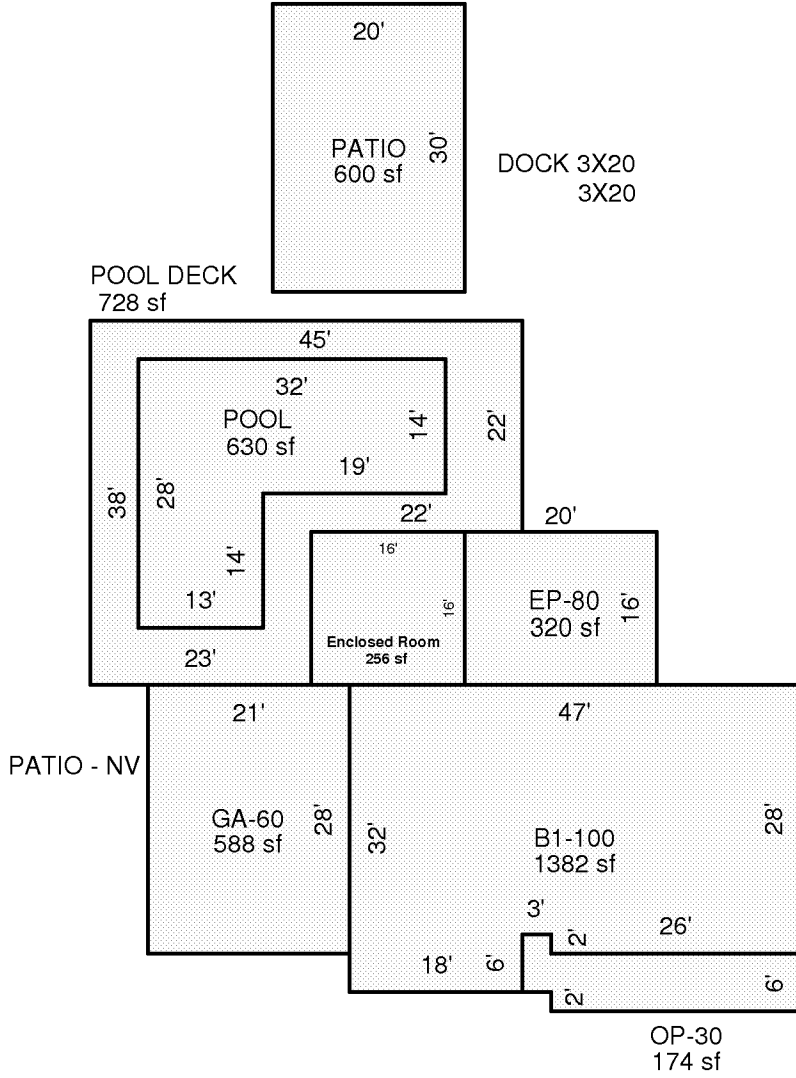 20'
PATIO
600 sf
30'
DOCK 3X20
3X20
POOL DECK
728 sf
45'
32'
POOL
630 sf
14'
22'
19'
38'
28'
22'
20'
14'
16'
16'
13'
EP-80
320 sf
16'
Enclosed Room
256 sf
23'
21'
47'
PATIO - NV
GA-60
588 sf
28'
32'
B1-100
1382 sf
28'
3'
2'
26'
18'
6'
2'
6'
OP-30
174 sf